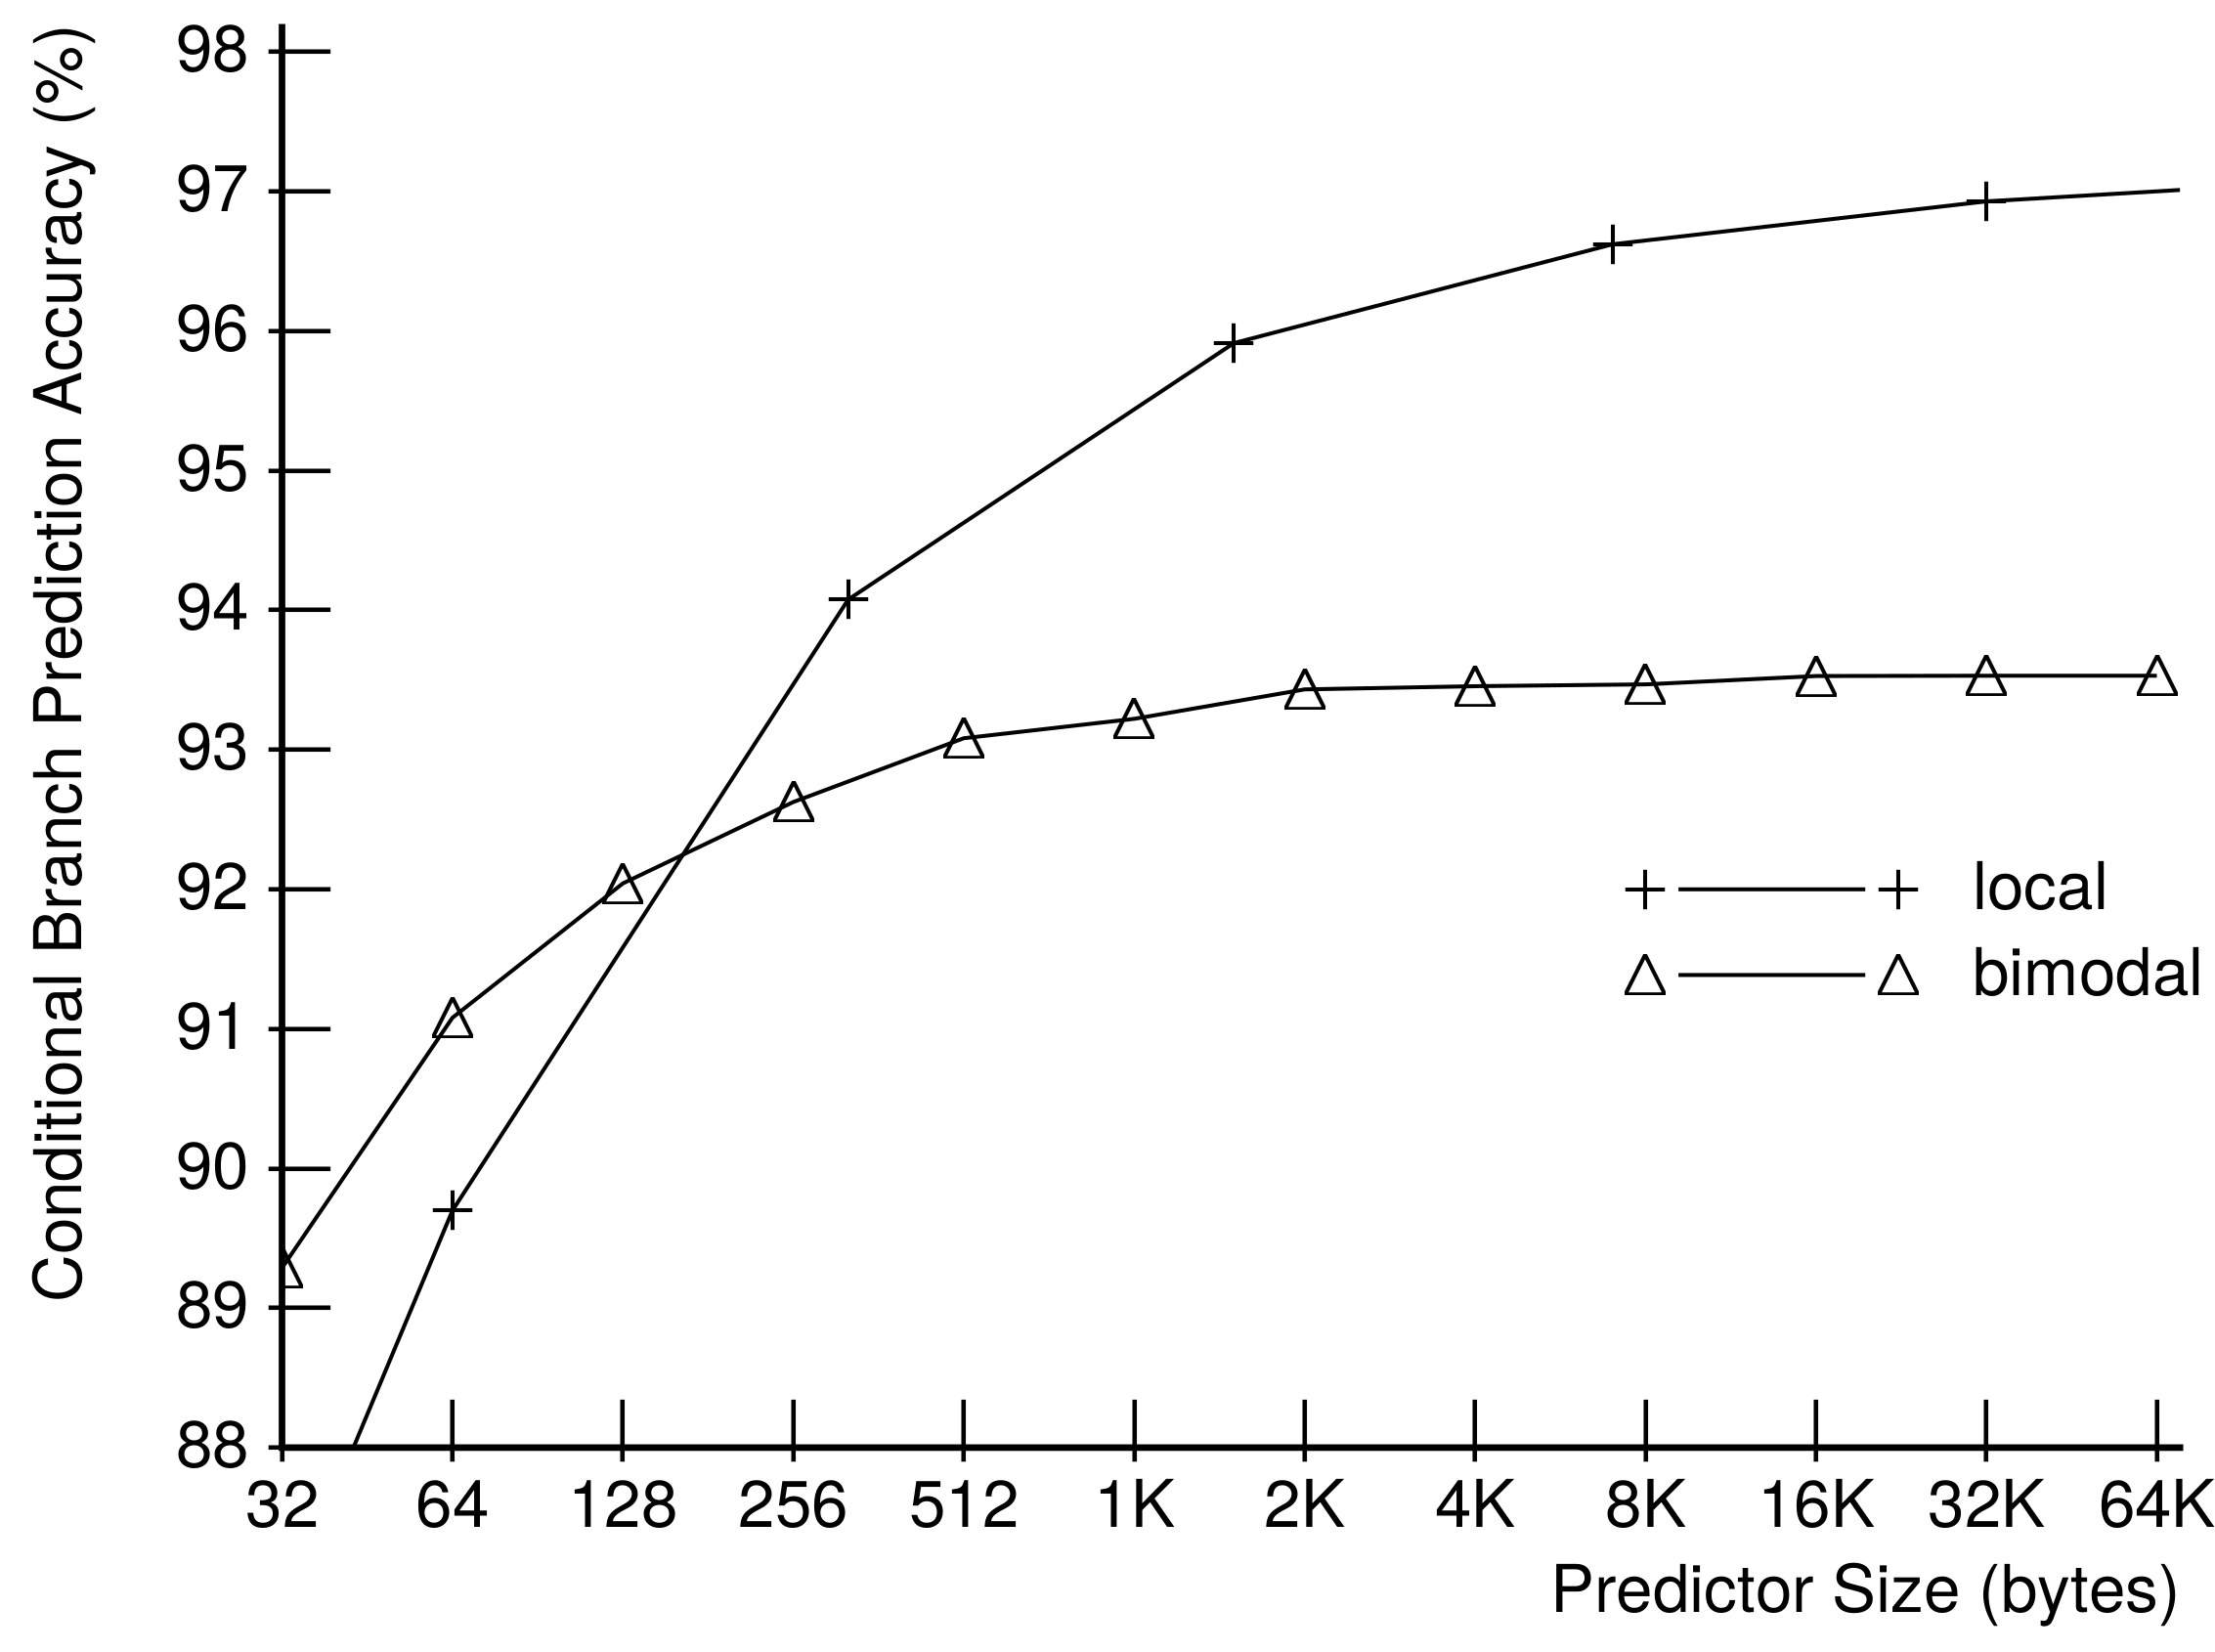 Conditional Branch Prediction Accuracy (%)
98
97
96
95
94
93
92
91
90
89
88
local
bimodal
32 64 128 256 512 1K 2K 4K 8K 16K 32K 64K
Predictor Size (bytes)